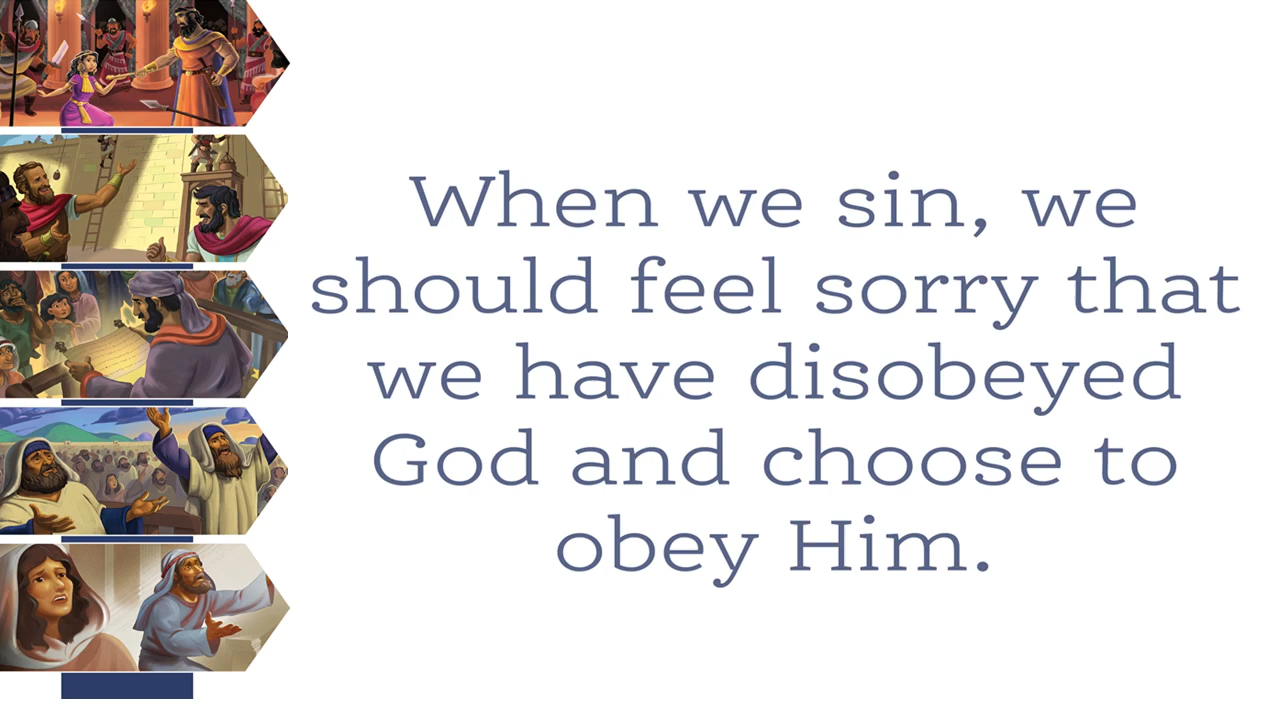 When we sin, we
should feel sorry that
we have disobeyed
God and choose to
obey Him.